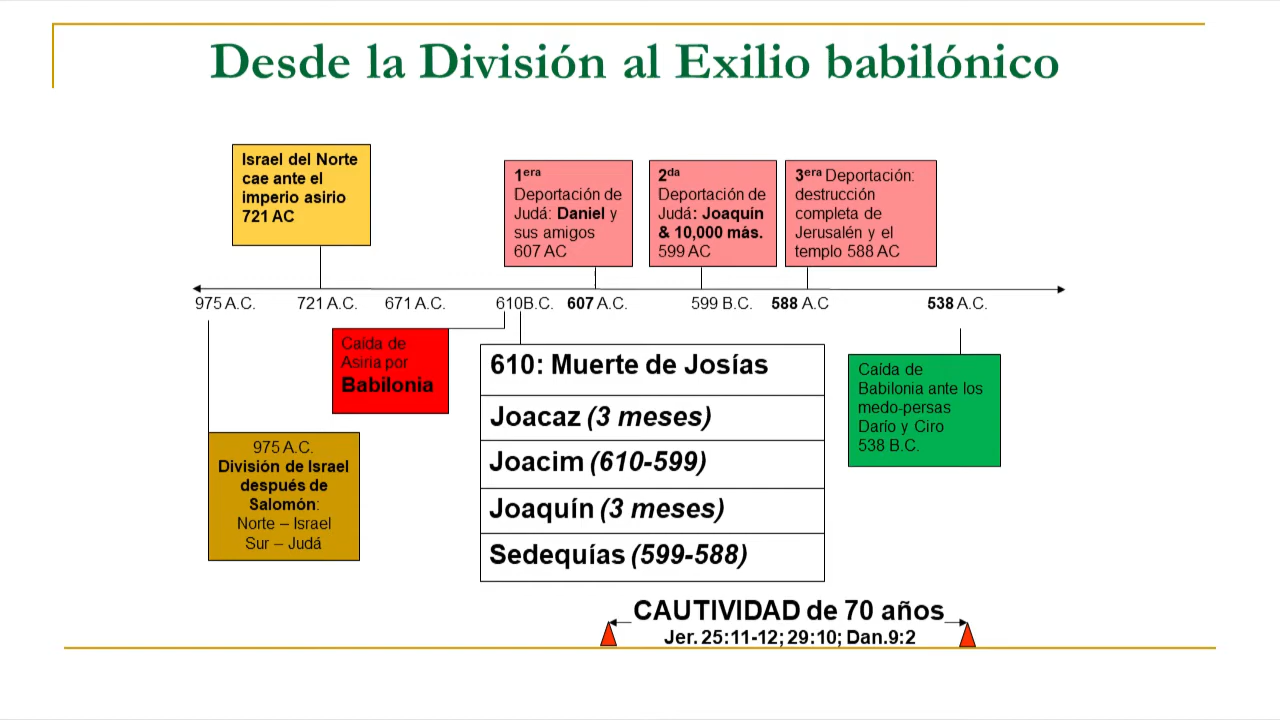 Desde la División al Exilio babilónico
Israel del Norte
cae ante el
imperio asirio
721 AC
1era
Deportación de
Judá: Daniel y
sus amigos
607 AC
2da
Deportación de
Judá: Joaquín
& 10,000 más.
599 AC
3era Deportación:
destrucción
completa de
Jerusalén y el
templo 588 AC
975 A.C. 721 A.C. 671 A.C. 610B.C. 607 A.C. 599 B.C. 588 A.C 538 A.C.
Caída de
Asiria por
Babilonia
610: Muerte de Josías
Joacaz (3 meses)
Joacim (610-599)
Joaquín (3 meses)
Sedequías (599-588)
Caída de
Babilonia ante los
medo-persas
Darío y Ciro
538 B.C.
975 A.C.
División de Israel
después de
Salomón:
Norte – Israel
Sur – Judá
CAUTIVIDAD de 70 años
Jer. 25:11-12; 29:10; Dan.9:2